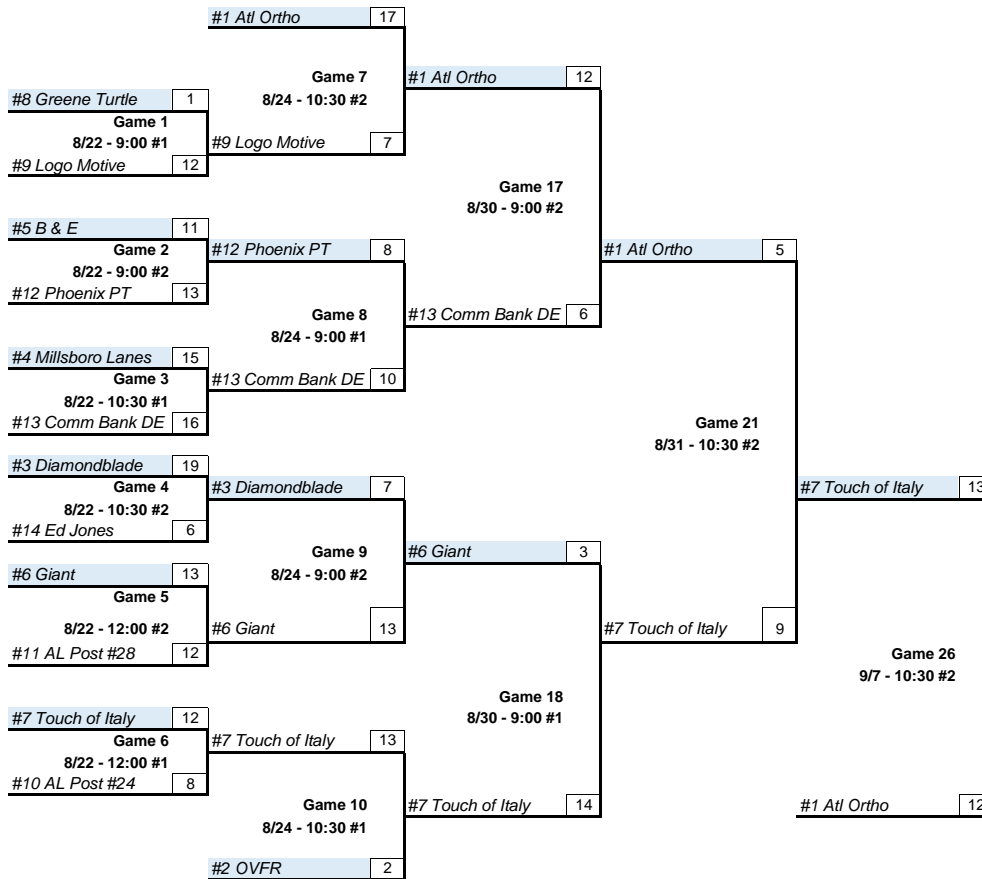 #1 Atl Ortho 17
Game 7
8/24 - 10:30 #2
#1 Atl Ortho 12
#8 Greene Turtle 1
Game 1
8/22 - 9:00 #1
#9 Logo Motive 7
#9 Logo Motive 12
Game 17
8/30 - 9:00 #2
#5 B & E 11
Game 2
8/22 - 9:00 #2
#12 Phoenix PT 8
#1 Atl Ortho 5
#12 Phoenix PT 13
Game 8
8/24 - 9:00 #1
#13 Comm Bank DE 6
#4 Millsboro Lanes 15
Game 3
8/22 - 10:30 #1
#13 Comm Bank DE 10
#13 Comm Bank DE 16
Game 21
8/31 - 10:30 #2
#3 Diamondblade 19
Game 4
8/22 - 10:30 #2
#3 Diamondblade 7
#7 Touch of Italy 13
#14 Ed Jones 6
Game 9
8/24 - 9:00 #2
#6 Giant 3
#6 Giant 13
Game 5
8/22 - 12:00 #2
#6 Giant 13
#7 Touch of Italy 9
#11 AL Post #28 12
Game 26
9/7 - 10:30 #2
Game 18
8/30 - 9:00 #1
#7 Touch of Italy 12
Game 6
8/22 - 12:00 #1
#7 Touch of Italy 13
#10 AL Post #24 8
Game 10
8/24 - 10:30 #1
#7 Touch of Italy 14
#1 Atl Ortho 12
#2 OVFR 2